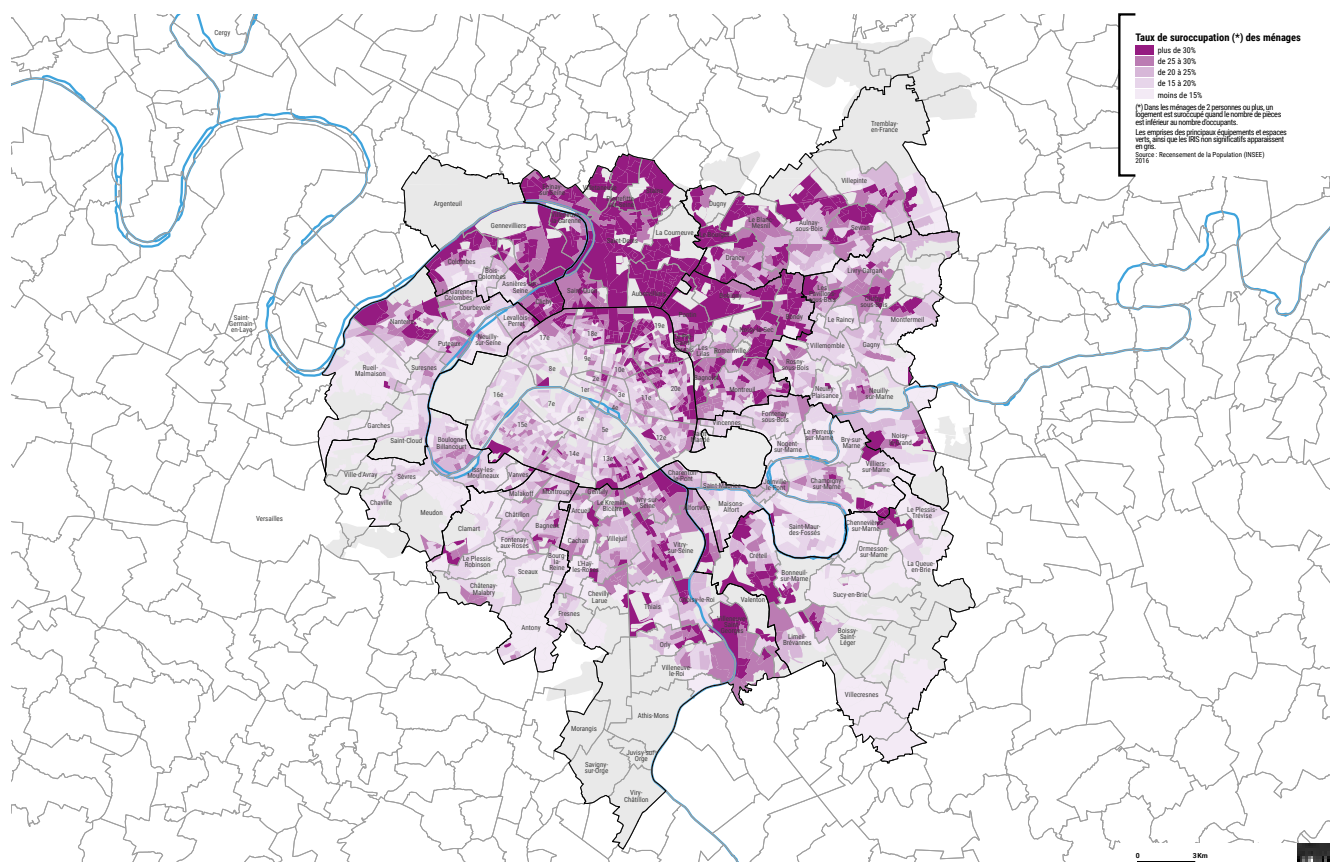 Cergy
Taux de suroccupation (*) des ménages
plus de 30%
de 25 à 30%
de 20 à 25%
de 15 à 20%
moins de 15%
(*) Dans les ménages de 2 personnes ou plus, un
logement est suroccupé quand le nombre de pièces
est inférieur au nombre d'occupants.
Les emprises des principaux équipements et espaces
verts, ainsi que les IRIS non significatifs apparaissent
en gris.
Source : Recensement de la Population (INSEE)
2016
Tremblay-
en-France
Villepinte
Argenteuil
Dugny
Gennevilliers
La Courneuve
Le Blanc
Mesnil
Aulnay-
sous-Bois
Sevran
Drancy
Colombes
Bois-
Colombes
Asnières-sur-
Seine
La Garenne-
Colombes
Courbevoie
Levallois-
Perret
Nanterre
Puteaux
Neuilly-
sur-Seine
Saint-
Germain-
en-Laye
Livry-Gargan
Le Raincy
Montfermeil
Villemomble
Gagny
Rosny-
sous-Bois
Neuilly-
Plaisance
Neuilly-
sur-Marne
Romainville
Les
Lilas
Montreuil
17e
18e
19e
9e
10e
8e
2e
1er
3e
11e
20e
16e
7e
6e
5e
15e
14e
13e
12e
Rueil-
Malmaison
Suresnes
Garches
Saint-Cloud
Boulogne-
Billancourt
Vincennes
Fontenay-
sous-Bois
Nogent-
sur-Marne
Le Perreux-
sur-Marne
Bry-sur-
Marne
Noisy-
le-Grand
Villiers-
sur-Marne
Champigny-
sur-Marne
Joinville-
le-Pont
Charenton-
le-Pont
Saint-Maurice
Maisons-
Alfort
Alfortville
Saint-Maur-
des-Fossés
Chennevières-
sur-Marne
Le Plessis-
Trévise
Ormesson-
sur-Marne
La Queue-
en-Brie
Sucy-en-Brie
Bonneuil-
sur-Marne
Créteil
Valenton
Limeil-
Brévannes
Boissy-
Saint-
Léger
Villecresnes
Ville-d'Avray
Sèvres
Chaville
Meudon
Versailles
Issy-les-
Moulineaux
Vanves
Malakoff
Montrouge
Clamart
Châtillon
Bagneux
Fontenay-
aux-Roses
Le Plessis
Robinson
Sceaux
Bourg-
la-
Reine
Châtenay-
Malabry
Antony
Arcueil
Cachan
Le Kremlin-
Bicêtre
Ivry-sur-
Seine
Villejuif
Vitry-
sur-Seine
L'Haÿ-
les-Roses
Chevilly
Larue
Fresnes
Thiais
Choisy-le-Roi
Orly
Villeneuve
le-Roi
Athis-Mons
Morangis
Juvisy-sur-
Orge
Savigny-
sur-Orge
Viry-
Châtillon
0 3 Km